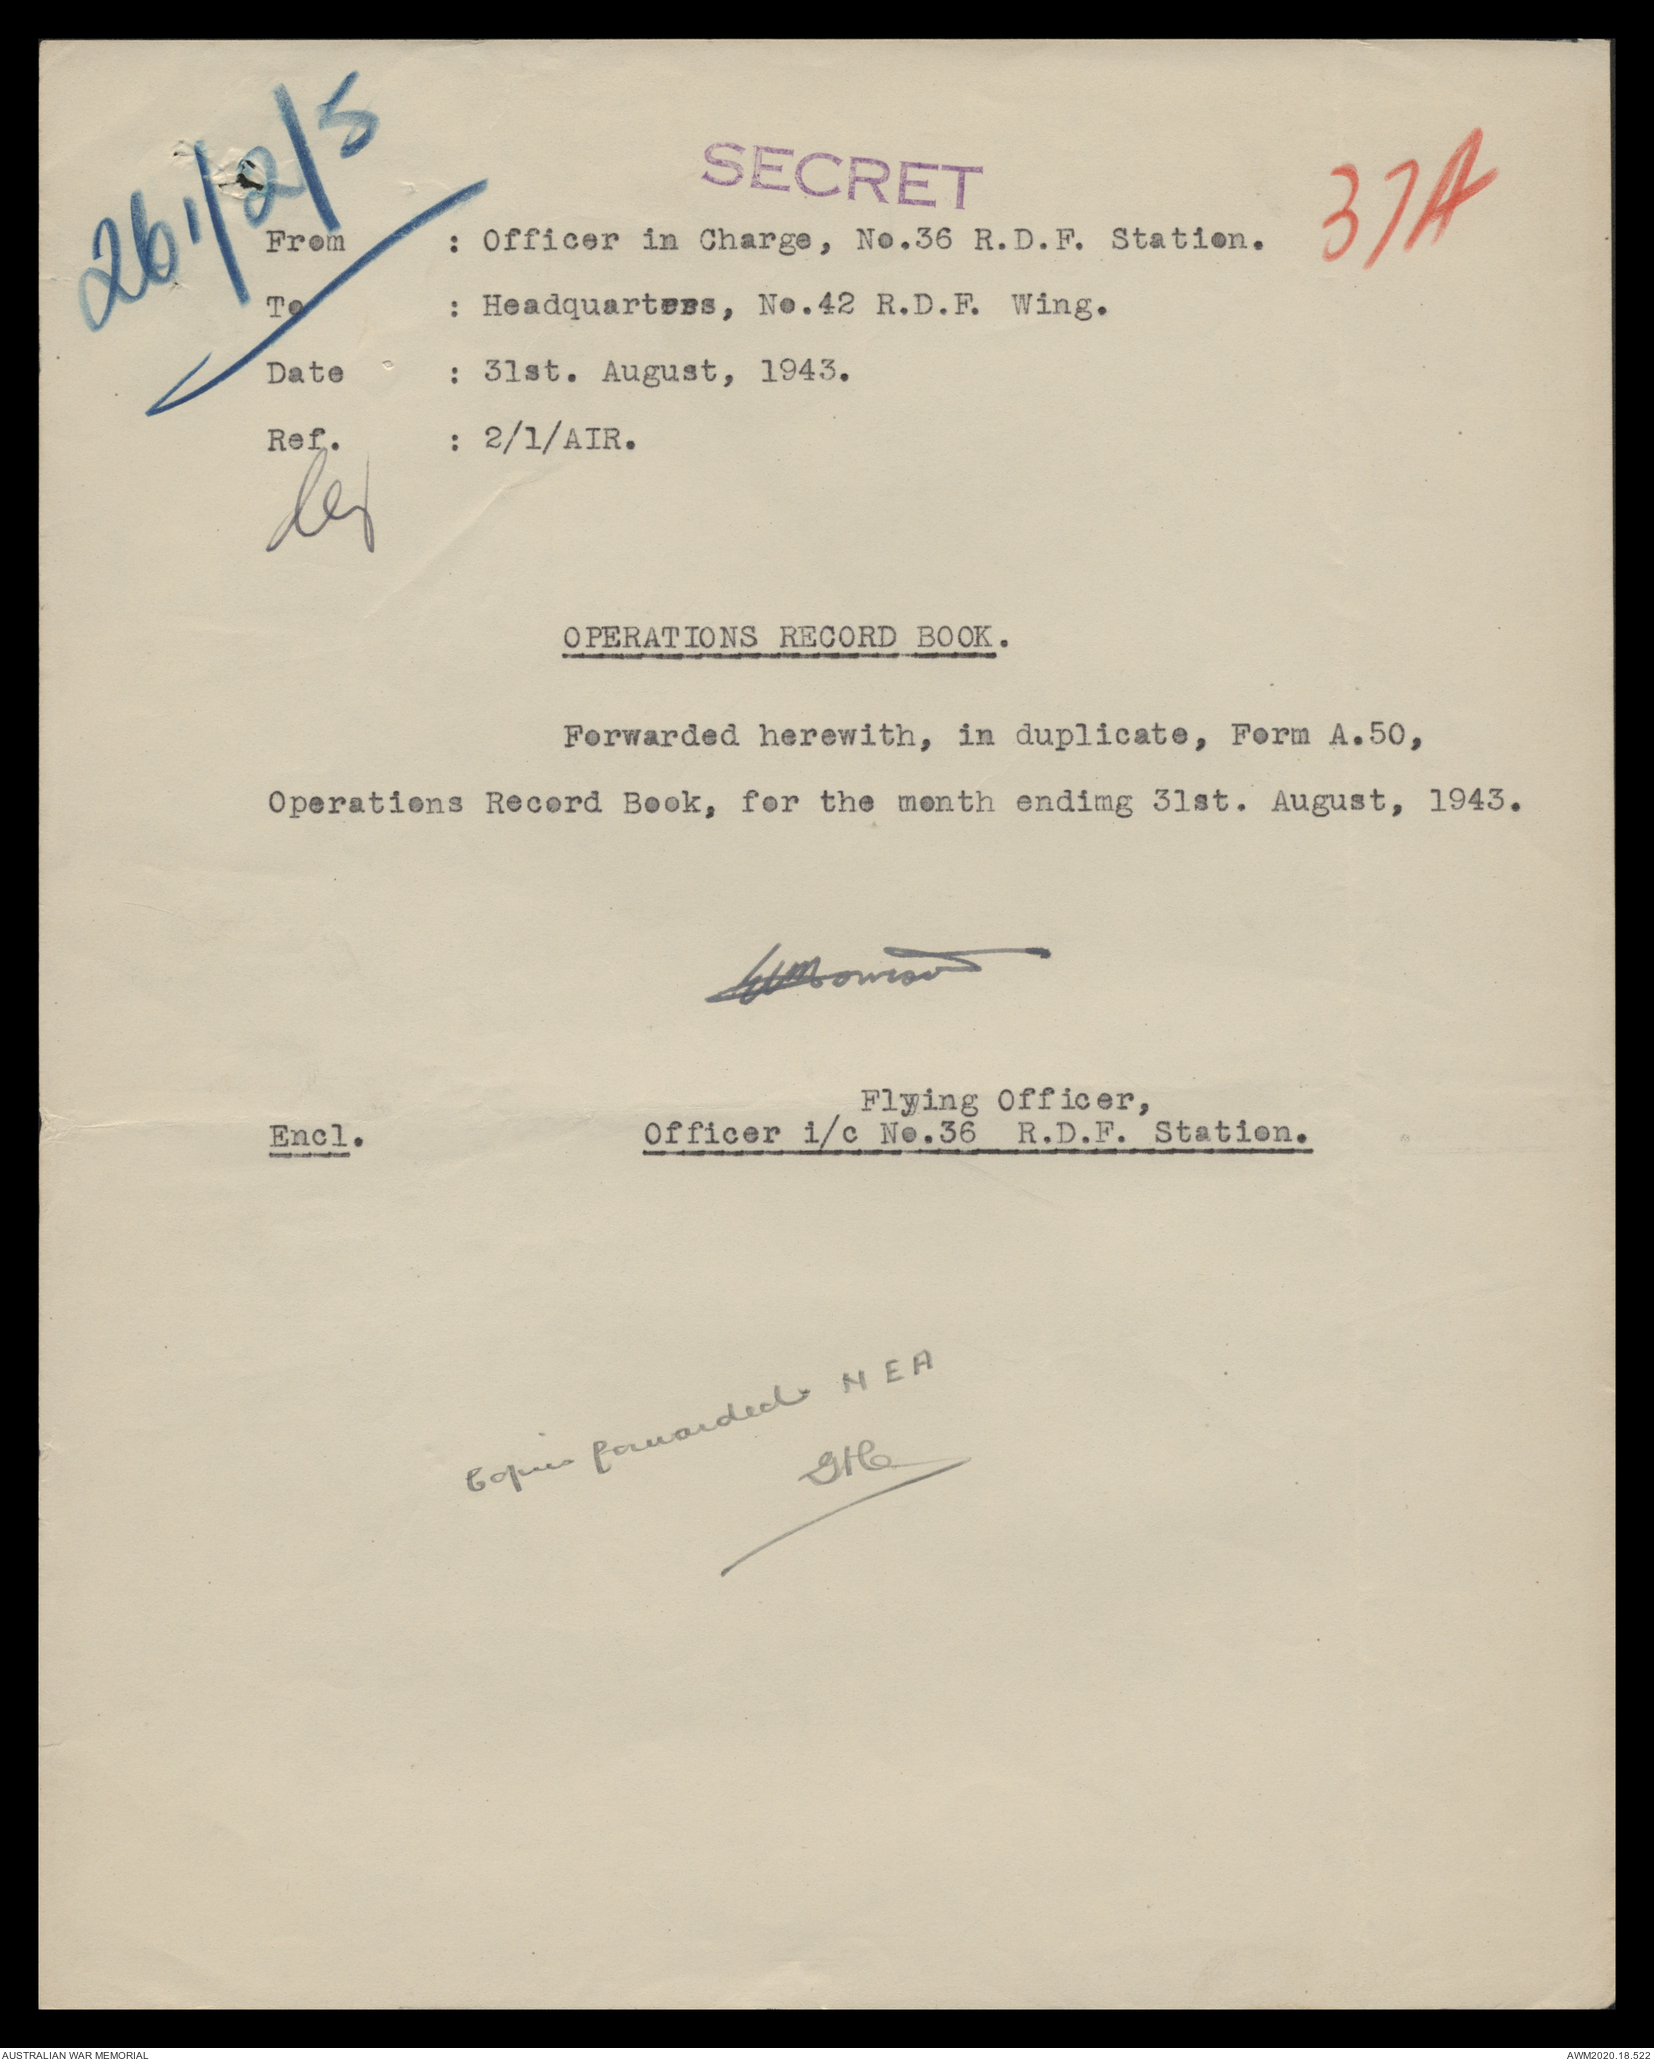 261/2/5
SECRET
37A
From : Officer in Charge, No.36 R.D.F. Station.
To : Headquarters, No.42 R.D.F. Wing.
Date : 31st. August, 1943.
Ref. : 2/1/AIR.
OPERATIONS RECORD BOOK.
Forwarded herewith, in duplicate, Form A.50,
Operations Record Book, for the month endimg 31st. August, 1943.
Flying Officer,
Encl. Officer i/c No.36 R.D.F. Station.
Copies forwarded NEA
AUSTRALIAN WAR MEMORIAL
AWM2020.18.522